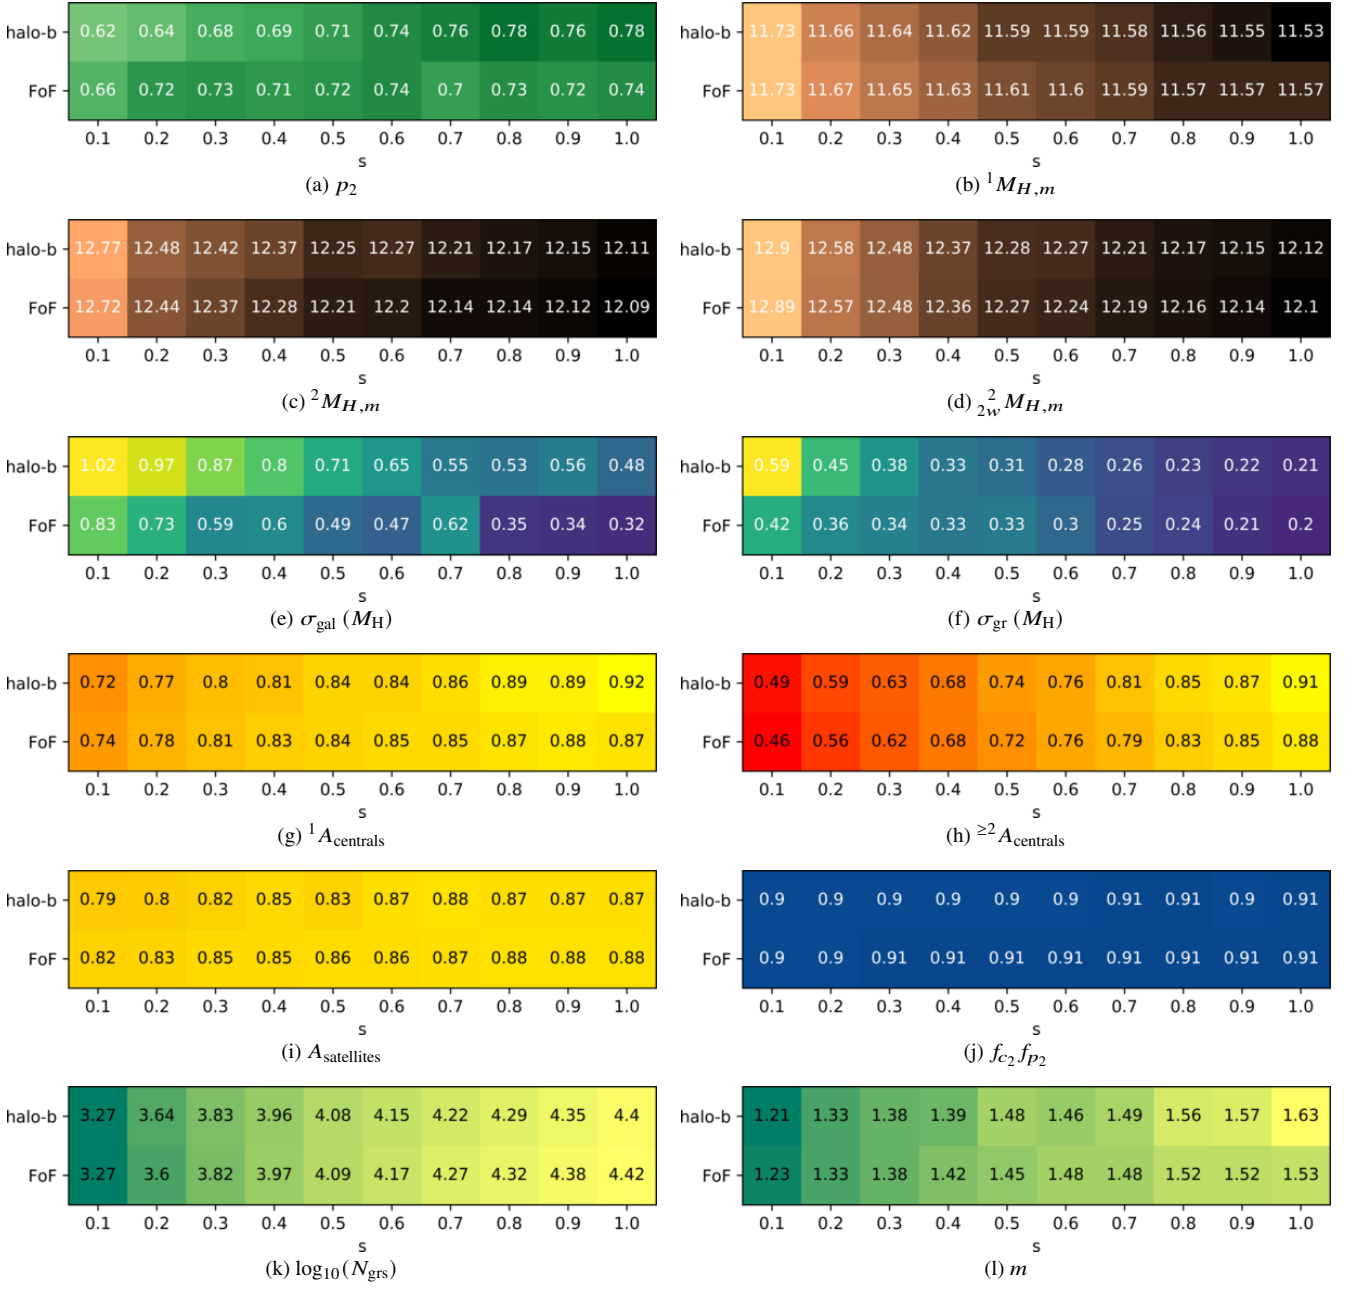 halo-b 0.62 0.64 0.68 0.69 0.71 0.74 0.76 0.78 0.76 0.78
FoF 0.66 0.72 0.73 0.71 0.72 0.74 0.7 0.73 0.72 0.74
0.1 0.2 0.3 0.4 0.5 0.6 0.7 0.8 0.9 1.0
s
(a) p₂
halo-b 11.73 11.66 11.64 11.62 11.59 11.59 11.58 11.56 11.55 11.53
FoF 11.73 11.67 11.65 11.63 11.61 11.6 11.59 11.57 11.57 11.57
0.1 0.2 0.3 0.4 0.5 0.6 0.7 0.8 0.9 1.0
s
(b) ¹M_{H,m}
halo-b 12.77 12.48 12.42 12.37 12.25 12.27 12.21 12.17 12.15 12.11
FoF 12.72 12.44 12.37 12.28 12.21 12.2 12.14 12.14 12.12 12.09
0.1 0.2 0.3 0.4 0.5 0.6 0.7 0.8 0.9 1.0
s
(c) ²M_{H,m}
halo-b 12.9 12.58 12.48 12.37 12.28 12.27 12.21 12.17 12.15 12.12
FoF 12.89 12.57 12.48 12.36 12.27 12.24 12.19 12.16 12.14 12.1
0.1 0.2 0.3 0.4 0.5 0.6 0.7 0.8 0.9 1.0
s
(d) ^{2}_{2w}M_{H,m}
halo-b 1.02 0.97 0.87 0.8 0.71 0.65 0.55 0.53 0.56 0.48
FoF 0.83 0.73 0.59 0.6 0.49 0.47 0.62 0.35 0.34 0.32
0.1 0.2 0.3 0.4 0.5 0.6 0.7 0.8 0.9 1.0
s
(e) σ_{gal} (M_H)
halo-b 0.59 0.45 0.38 0.33 0.31 0.28 0.26 0.23 0.22 0.21
FoF 0.42 0.36 0.34 0.33 0.33 0.3 0.25 0.24 0.21 0.2
0.1 0.2 0.3 0.4 0.5 0.6 0.7 0.8 0.9 1.0
s
(f) σ_{gr} (M_H)
halo-b 0.72 0.77 0.8 0.81 0.84 0.84 0.86 0.89 0.89 0.92
FoF 0.74 0.78 0.81 0.83 0.84 0.85 0.85 0.87 0.88 0.87
0.1 0.2 0.3 0.4 0.5 0.6 0.7 0.8 0.9 1.0
s
(g) ¹A_{centrals}
halo-b 0.49 0.59 0.63 0.68 0.74 0.76 0.81 0.85 0.87 0.91
FoF 0.46 0.56 0.62 0.68 0.72 0.76 0.79 0.83 0.85 0.88
0.1 0.2 0.3 0.4 0.5 0.6 0.7 0.8 0.9 1.0
s
(h) ^{≥2}A_{centrals}
halo-b 0.79 0.8 0.82 0.85 0.83 0.87 0.88 0.87 0.87 0.87
FoF 0.82 0.83 0.85 0.85 0.86 0.86 0.87 0.88 0.88 0.88
0.1 0.2 0.3 0.4 0.5 0.6 0.7 0.8 0.9 1.0
s
(i) A_{satellites}
halo-b 0.9 0.9 0.9 0.9 0.9 0.9 0.91 0.91 0.9 0.91
FoF 0.9 0.9 0.91 0.91 0.91 0.91 0.91 0.91 0.91 0.91
0.1 0.2 0.3 0.4 0.5 0.6 0.7 0.8 0.9 1.0
s
(j) f_{c₂} f_{p₂}
halo-b 3.27 3.64 3.83 3.96 4.08 4.15 4.22 4.29 4.35 4.4
FoF 3.27 3.6 3.82 3.97 4.09 4.17 4.27 4.32 4.38 4.42
0.1 0.2 0.3 0.4 0.5 0.6 0.7 0.8 0.9 1.0
s
(k) log₁₀(N_{grs})
halo-b 1.21 1.33 1.38 1.39 1.48 1.46 1.49 1.56 1.57 1.63
FoF 1.23 1.33 1.38 1.42 1.45 1.48 1.48 1.52 1.52 1.53
0.1 0.2 0.3 0.4 0.5 0.6 0.7 0.8 0.9 1.0
s
(l) m